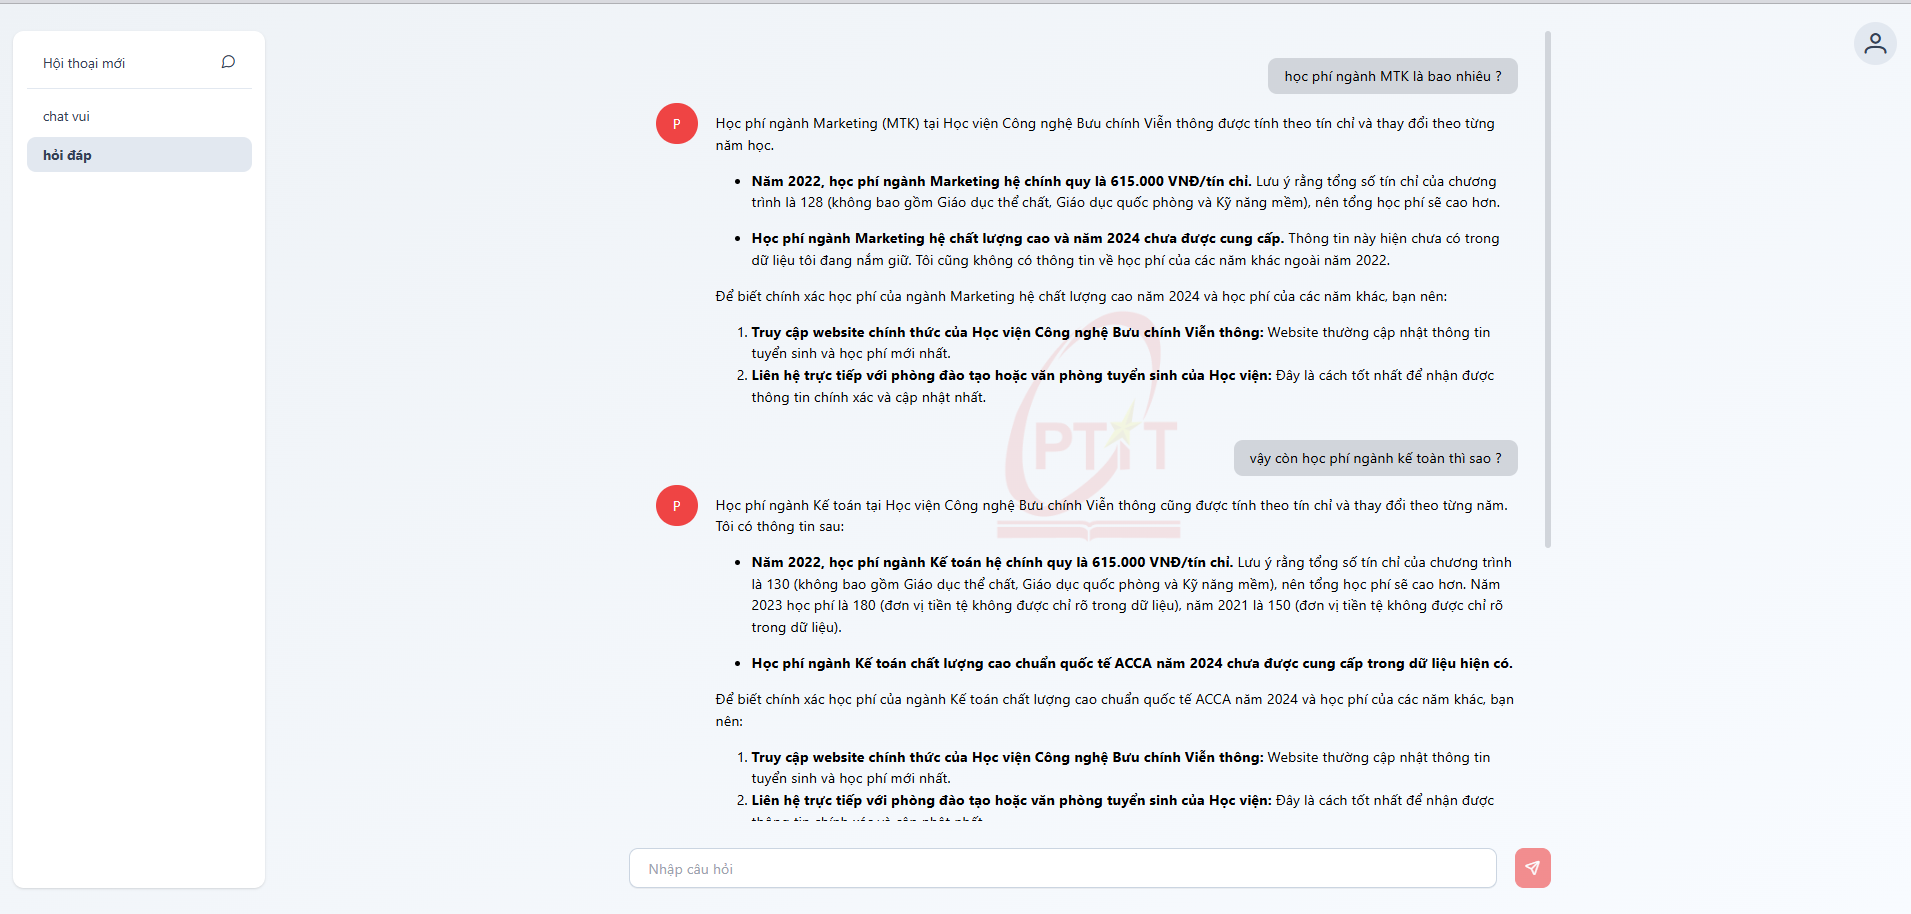 Hội thoại mới
chat vui
hỏi đáp
học phí ngành MTK là bao nhiêu ?
P
Học phí ngành Marketing (MTK) tại Học viện Công nghệ Bưu chính Viễn thông được tính theo tín chỉ và thay đổi theo từng
năm học.
• Năm 2022, học phí ngành Marketing hệ chính quy là 615.000 VNĐ/tín chỉ. Lưu ý rằng tổng số tín chỉ của chương
trình là 128 (không bao gồm Giáo dục thể chất, Giáo dục quốc phòng và Kỹ năng mềm), nên tổng học phí sẽ cao hơn.
• Học phí ngành Marketing hệ chất lượng cao và năm 2024 chưa được cung cấp. Thông tin này hiện chưa có trong
dữ liệu tôi đang nắm giữ. Tôi cũng không có thông tin về học phí của các năm khác ngoài năm 2022.
Để biết chính xác học phí của ngành Marketing hệ chất lượng cao năm 2024 và học phí của các năm khác, bạn nên:
1. Truy cập website chính thức của Học viện Công nghệ Bưu chính Viễn thông: Website thường cập nhật thông tin
tuyển sinh và học phí mới nhất.
2. Liên hệ trực tiếp với phòng đào tạo hoặc văn phòng tuyển sinh của Học viện: Đây là cách tốt nhất để nhận được
thông tin chính xác và cập nhật nhất.
PTIT
vậy còn học phí ngành kế toàn thì sao ?
P
Học phí ngành Kế toán tại Học viện Công nghệ Bưu chính Viễn thông cũng được tính theo tín chỉ và thay đổi theo từng năm.
Tôi có thông tin sau:
• Năm 2022, học phí ngành Kế toán hệ chính quy là 615.000 VNĐ/tín chỉ. Lưu ý rằng tổng số tín chỉ của chương trình
là 130 (không bao gồm Giáo dục thể chất, Giáo dục quốc phòng và Kỹ năng mềm), nên tổng học phí sẽ cao hơn. Năm
2023 học phí là 180 (đơn vị tiền tệ không được chỉ rõ trong dữ liệu), năm 2021 là 150 (đơn vị tiền tệ không được chỉ rõ
trong dữ liệu).
• Học phí ngành Kế toán chất lượng cao chuẩn quốc tế ACCA năm 2024 chưa được cung cấp trong dữ liệu hiện có.
Để biết chính xác học phí của ngành Kế toán chất lượng cao chuẩn quốc tế ACCA năm 2024 và học phí của các năm khác, bạn
nên:
1. Truy cập website chính thức của Học viện Công nghệ Bưu chính Viễn thông: Website thường cập nhật thông tin
tuyển sinh và học phí mới nhất.
2. Liên hệ trực tiếp với phòng đào tạo hoặc văn phòng tuyển sinh của Học viện: Đây là cách tốt nhất để nhận được
thông tin chính xác và cập nhật nhất.
Nhập câu hỏi